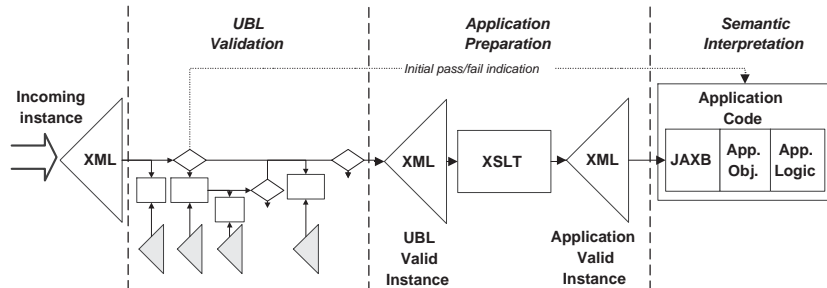 UBL
Validation
Application
Preparation
Semantic
Interpretation
Initial pass/fail indication
Incoming
instance
XML
XML
XSLT
XML
Application
Code
JAXB
App.
Obj.
App.
Logic
UBL
Valid
Instance
Application
Valid
Instance